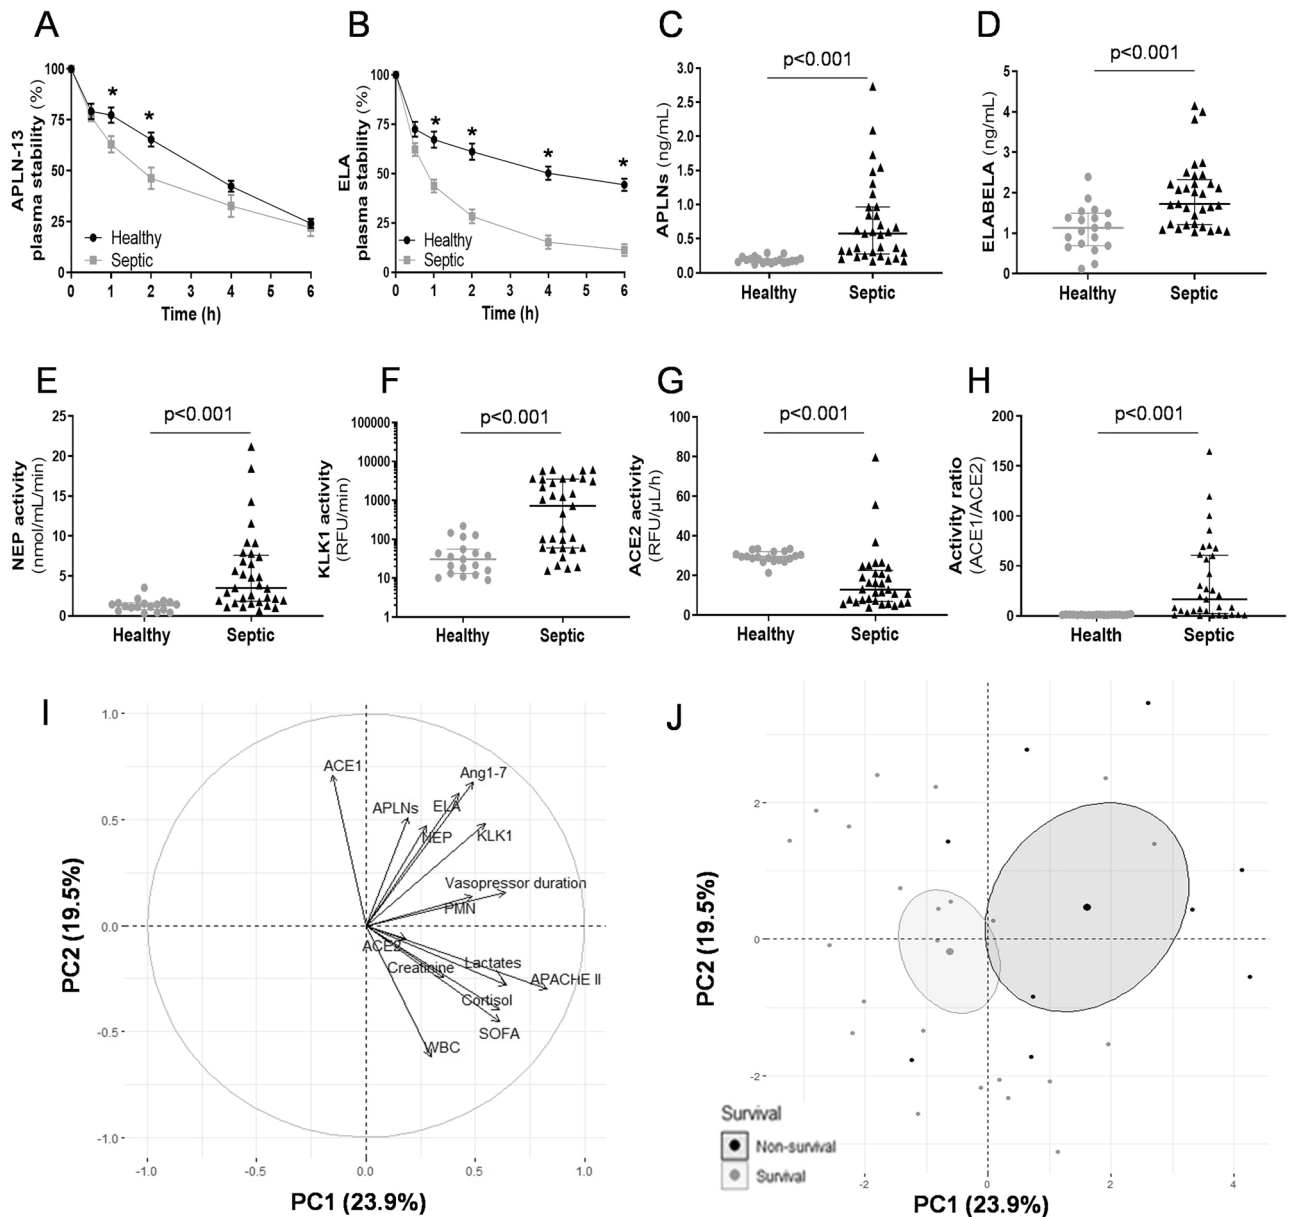 A
APLN-13
plasma stability (%)
100
75
50
25
0
* *
Healthy
Septic
0 1 2 3 4 5 6
Time (h)
B
ELA
plasma stability (%)
100
75
50
25
0
* * * *
Healthy
Septic
0 1 2 3 4 5 6
Time (h)
C
p<0.001
APLNs (ng/mL)
3.0
2.5
2.0
1.5
1.0
0.5
0.0
Healthy Septic
D
p<0.001
ELABELA (ng/mL)
5
4
3
2
1
0
Healthy Septic
E
p<0.001
NEP activity
(nmol/mL/min)
25
20
15
10
5
0
Healthy Septic
F
p<0.001
KLK1 activity
(RFU/min)
100000
10000
1000
100
10
1
Healthy Septic
G
p<0.001
ACE2 activity
(RFU/µL/h)
100
80
60
40
20
0
Healthy Septic
H
p<0.001
Activity ratio
(ACE1/ACE2)
200
150
100
50
0
Health Septic
I
PC2 (19.5%)
1.0
0.5
0.0
-0.5
-1.0
ACE1
Ang1-7
APLNs
ELA
NEP
KLK1
Vasopressor duration
PMN
ACE2
Creatinine
Lactates
APACHE II
Cortisol
SOFA
WBC
-1.0 -0.5 0.0 0.5 1.0
PC1 (23.9%)
J
PC2 (19.5%)
2
0
-2
Survival
Non-survival
Survival
-2 0 2 4
PC1 (23.9%)